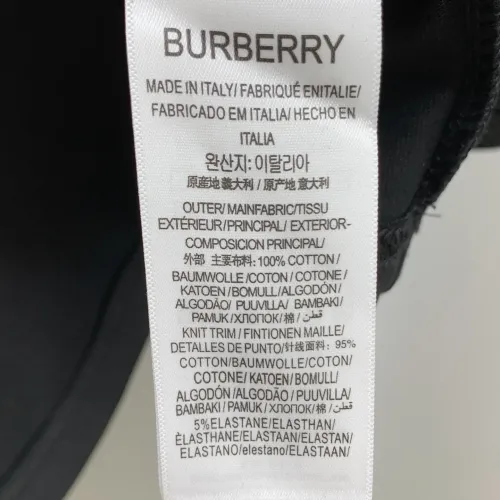 BURBERRY
MADE IN ITALY/ FABRIQUÉ ENITALIE/
FABRICADO EM ITALIA/ HECHO EN
ITALIA
완산지: 이탈리아
原産地義大利 / 原产地 意大利
OUTER/ MAINFABRIC/TISSU
EXTÉRIEUR/PRINCIPAL/ EXTERIOR-
COMPOSICION PRINCIPAL/
外部 主要布料: 100% COTTON /
BAUMWOLLE /COTON / COTONE /
KATOEN / BOMULL/ALGODÓN/
ALGODÃO/ PUUVILLA/ BAMBAKI/
PAMUK /ХЛОПОК/ 棉 / قطن/
KNIT TRIM / FINTIONEN MAILLE/
DETALLES DE PUNTO/针线面料: 95%
COTTON/BAUMWOLLE/COTON/
COTONE/ KATOEN/ BOMULL/
ALGODÓN /ALGODÃO / PUUVILLA/
BAMBAKI / PAMUK / ХЛОПОК/ 棉 / قطن/
5%ELASTANE/ELASTHAN/
ÈLASTHANE/ELASTAAN/ELASTAN/
ELASTANO/elestano/ELASTAAN/